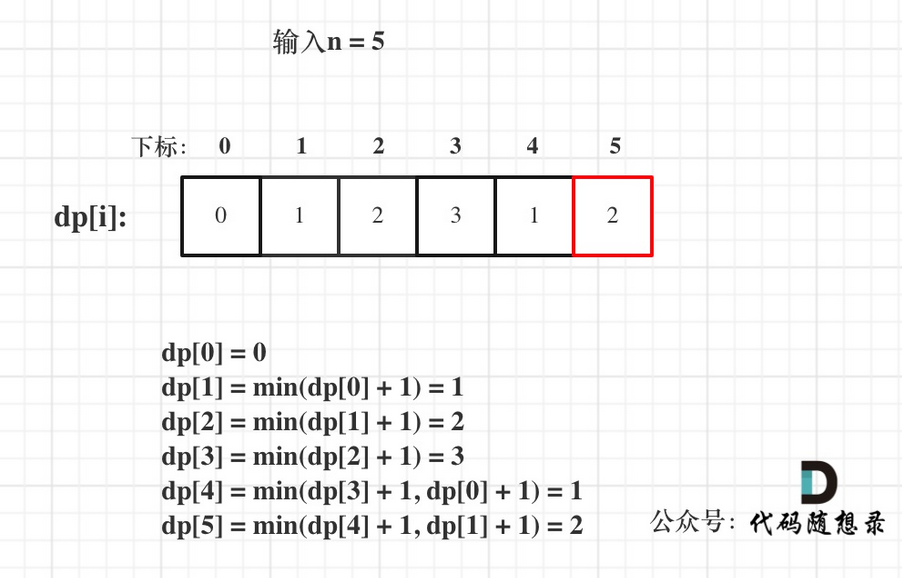 输入n = 5
下标: 0 1 2 3 4 5
dp[i]: 0 1 2 3 1 2
dp[0] = 0
dp[1] = min(dp[0] + 1) = 1
dp[2] = min(dp[1] + 1) = 2
dp[3] = min(dp[2] + 1) = 3
dp[4] = min(dp[3] + 1, dp[0] + 1) = 1
dp[5] = min(dp[4] + 1, dp[1] + 1) = 2
公众号: 代码随想录